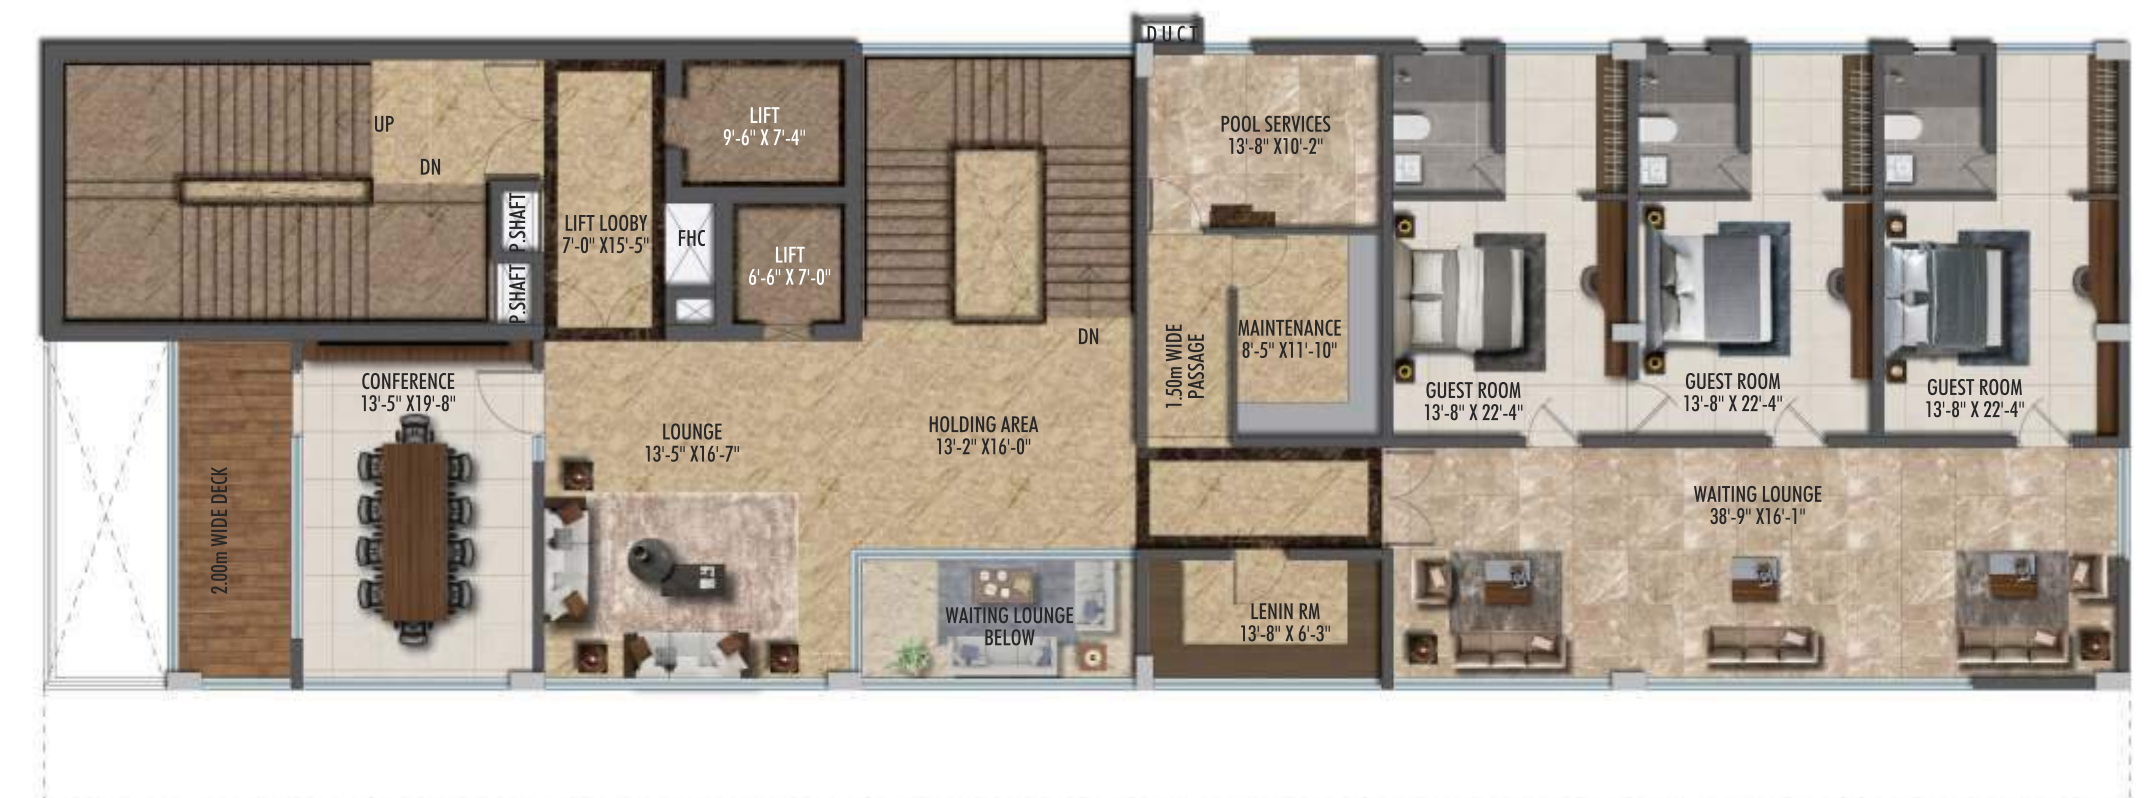 DUCT
UP
DN
P.SHAFT
P.SHAFT
LIFT LOOBY
7'-0" X15'-5"
LIFT
9'-6" X 7'-4"
FHC
LIFT
6'-6" X 7'-0"
DN
POOL SERVICES
13'-8" X10'-2"
1.50m WIDE
PASSAGE
MAINTENANCE
8'-5" X11'-10"
GUEST ROOM
13'-8" X 22'-4"
GUEST ROOM
13'-8" X 22'-4"
GUEST ROOM
13'-8" X 22'-4"
2.00m WIDE DECK
CONFERENCE
13'-5" X19'-8"
LOUNGE
13'-5" X16'-7"
HOLDING AREA
13'-2" X16'-0"
WAITING LOUNGE
BELOW
LENIN RM
13'-8" X 6'-3"
WAITING LOUNGE
38'-9" X16'-1"